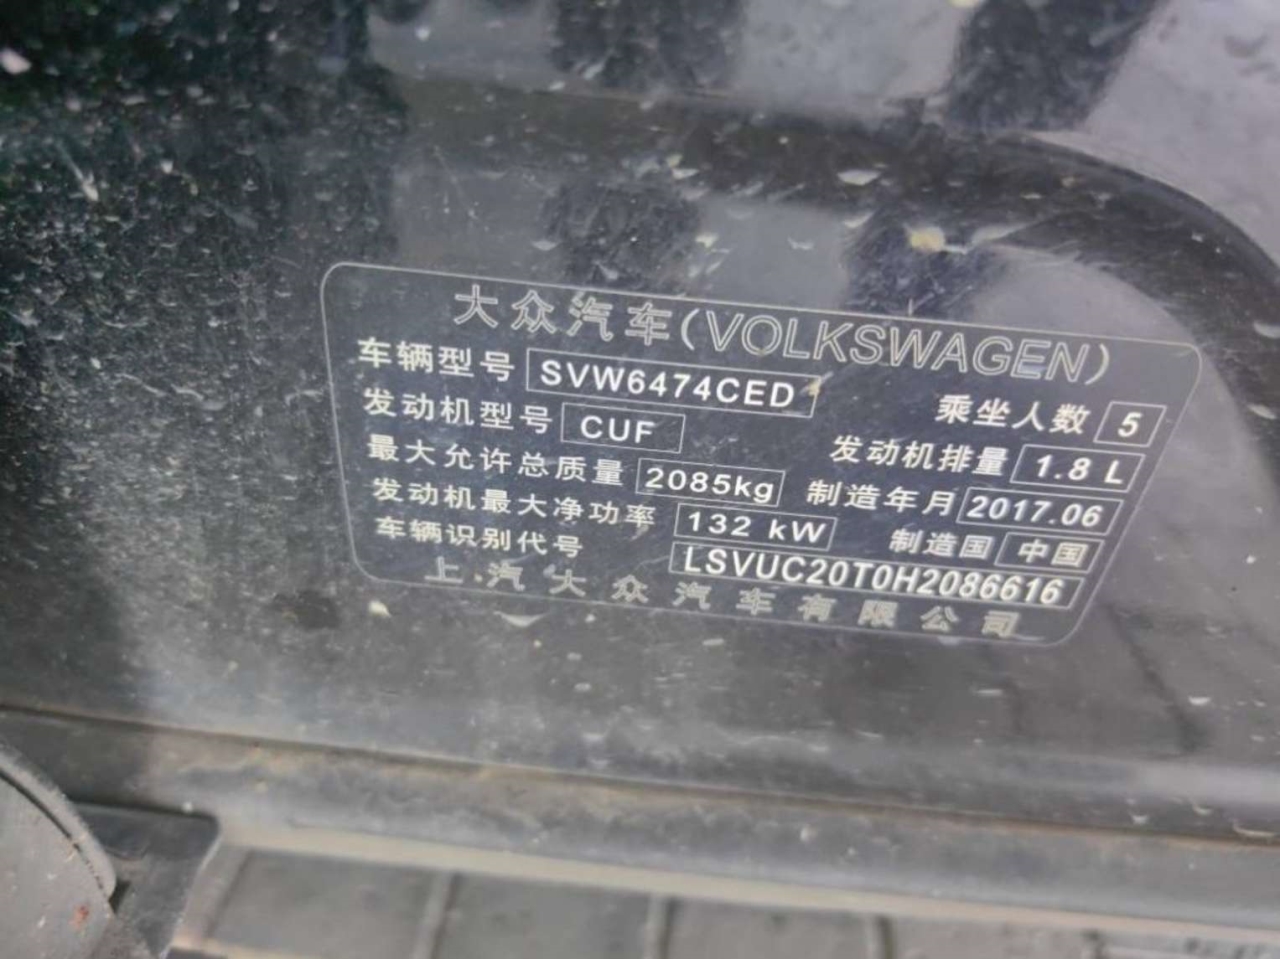 大众汽车(VOLKSWAGEN)
车辆型号 SVW6474CED 乘坐人数 5
发动机型号 CUF 发动机排量 1.8 L
最大允许总质量 2085kg 制造年月 2017.06
发动机最大净功率 132 kW 制造国 中国
车辆识别代号 LSVUC20T0H2086616
上汽大众汽车有限公司